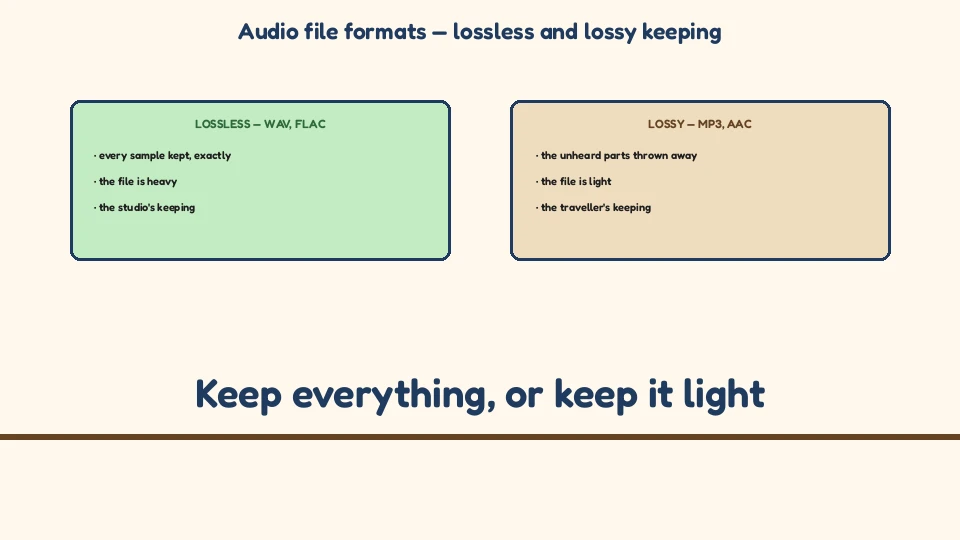 Audio file formats — lossless and lossy keeping
LOSSLESS — WAV, FLAC
· every sample kept, exactly
· the file is heavy
· the studio's keeping
LOSSY — MP3, AAC
· the unheard parts thrown away
· the file is light
· the traveller's keeping
Keep everything, or keep it light